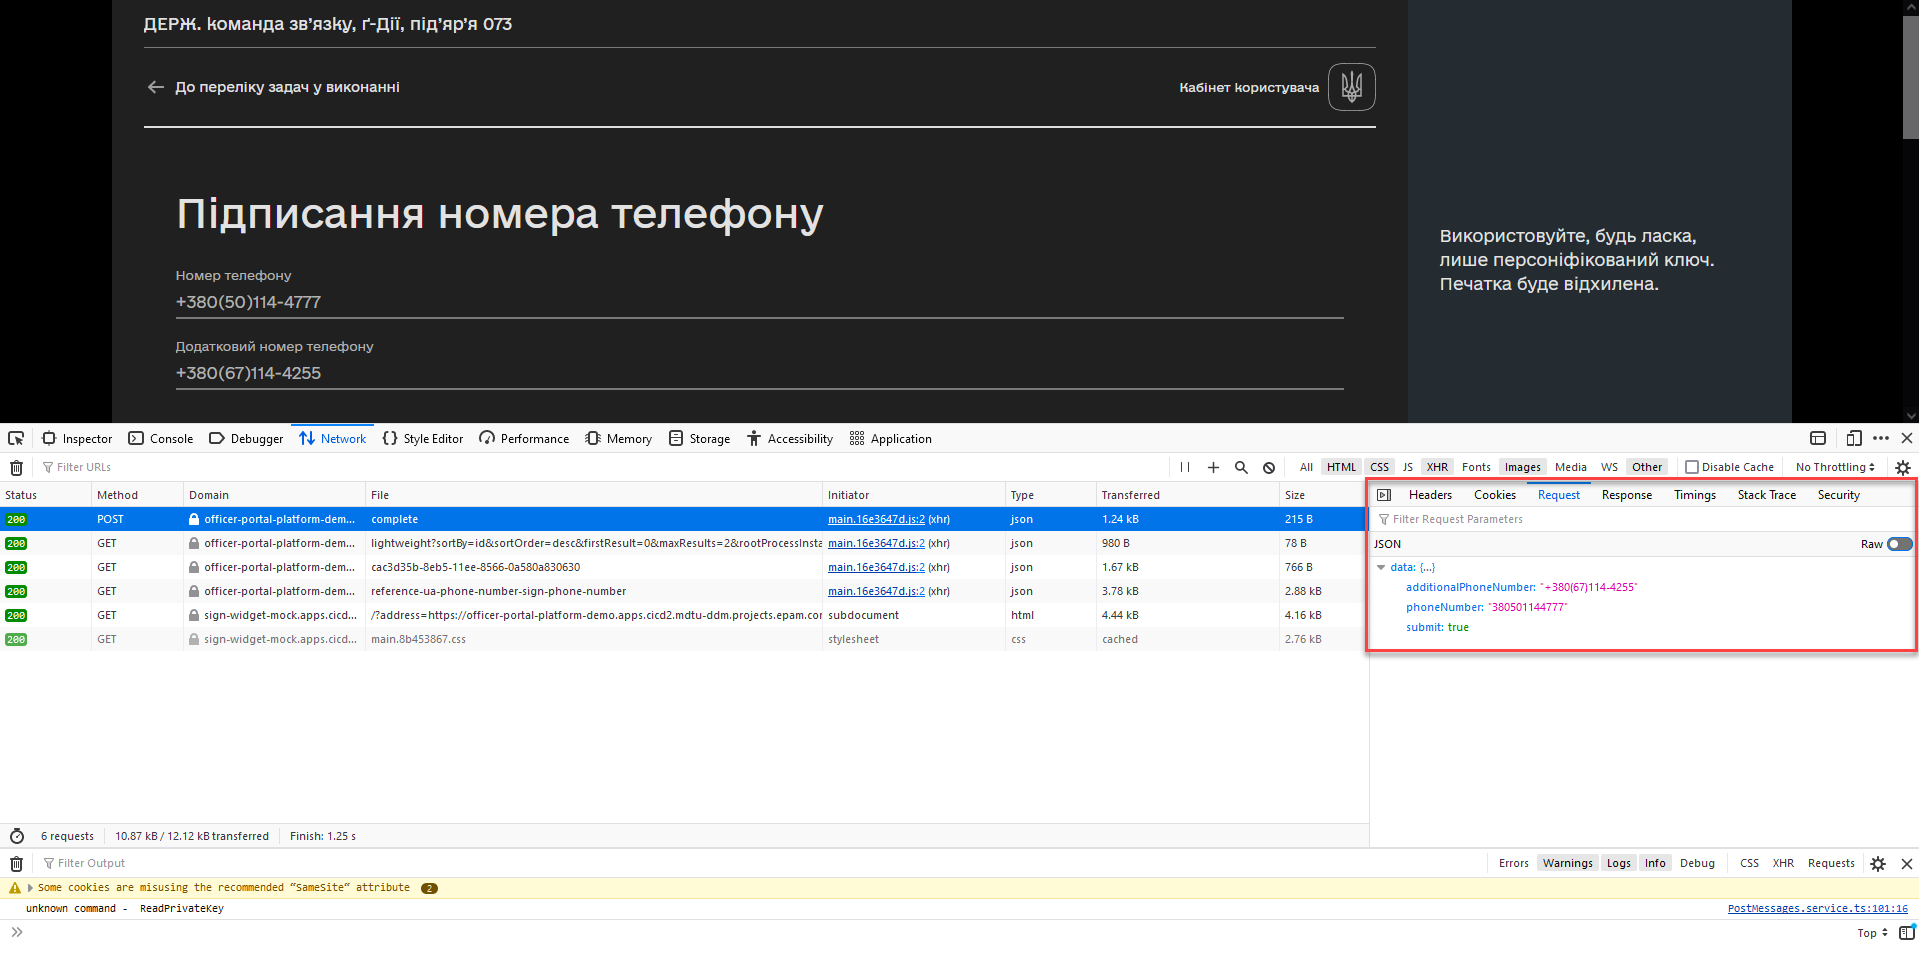 ДЕРЖ. команда зв’язку, ґ-Дії, під’яр’я 073
До переліку задач у виконанні
Кабінет користувача
Підписання номера телефону
Номер телефону
+380(50)114-4777
Додатковий номер телефону
+380(67)114-4255
Використовуйте, будь ласка,
лише персоніфікований ключ.
Печатка буде відхилена.
Inspector Console Debugger Network Style Editor Performance Memory Storage Accessibility Application
Filter URLs
All HTML CSS JS XHR Fonts Images Media WS Other Disable Cache No Throttling
Status Method Domain File Initiator Type Transferred Size
200 POST officer-portal-platform-dem... complete main.16e3647d.js:2 (xhr) json 1.24 kB 215 B
200 GET officer-portal-platform-dem... lightweight?sortBy=id&sortOrder=desc&firstResult=0&maxResults=2&rootProcessInsta main.16e3647d.js:2 (xhr) json 980 B 78 B
200 GET officer-portal-platform-dem... cac3d35b-8eb5-11ee-8566-0a580a830630 main.16e3647d.js:2 (xhr) json 1.67 kB 766 B
200 GET officer-portal-platform-dem... reference-ua-phone-number-sign-phone-number main.16e3647d.js:2 (xhr) json 3.78 kB 2.88 kB
200 GET sign-widget-mock.apps.cicd... /?address=https://officer-portal-platform-demo.apps.cicd2.mdtu-ddm.projects.epam.cor subdocument html 4.44 kB 4.16 kB
200 GET sign-widget-mock.apps.cicd... main.8b453867.css stylesheet css cached 2.76 kB
Headers Cookies Request Response Timings Stack Trace Security
Filter Request Parameters
JSON Raw
data: {...}
additionalPhoneNumber: "+380(67)114-4255"
phoneNumber: "380501144777"
submit: true
6 requests 10.87 kB / 12.12 kB transferred Finish: 1.25 s
Filter Output
Errors Warnings Logs Info Debug CSS XHR Requests
Some cookies are misusing the recommended “SameSite“ attribute 2
unknown command - ReadPrivateKey PostMessages.service.ts:101:16
Top